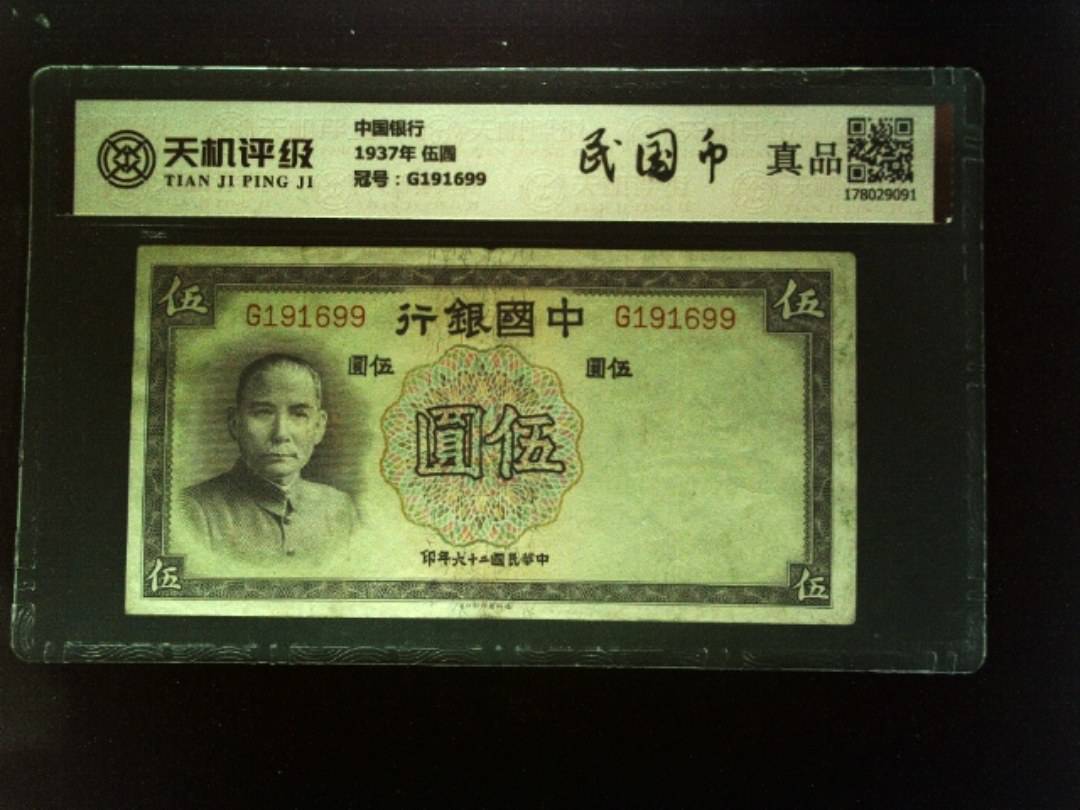 天机评级
TIAN JI PING JI
中国银行
1937年 伍圆
冠号：G191699
民国币
真品
178029091
伍
伍
G191699
行銀國中
G191699
圓伍
圓伍
圓伍
印年六十二國民華中
伍
伍